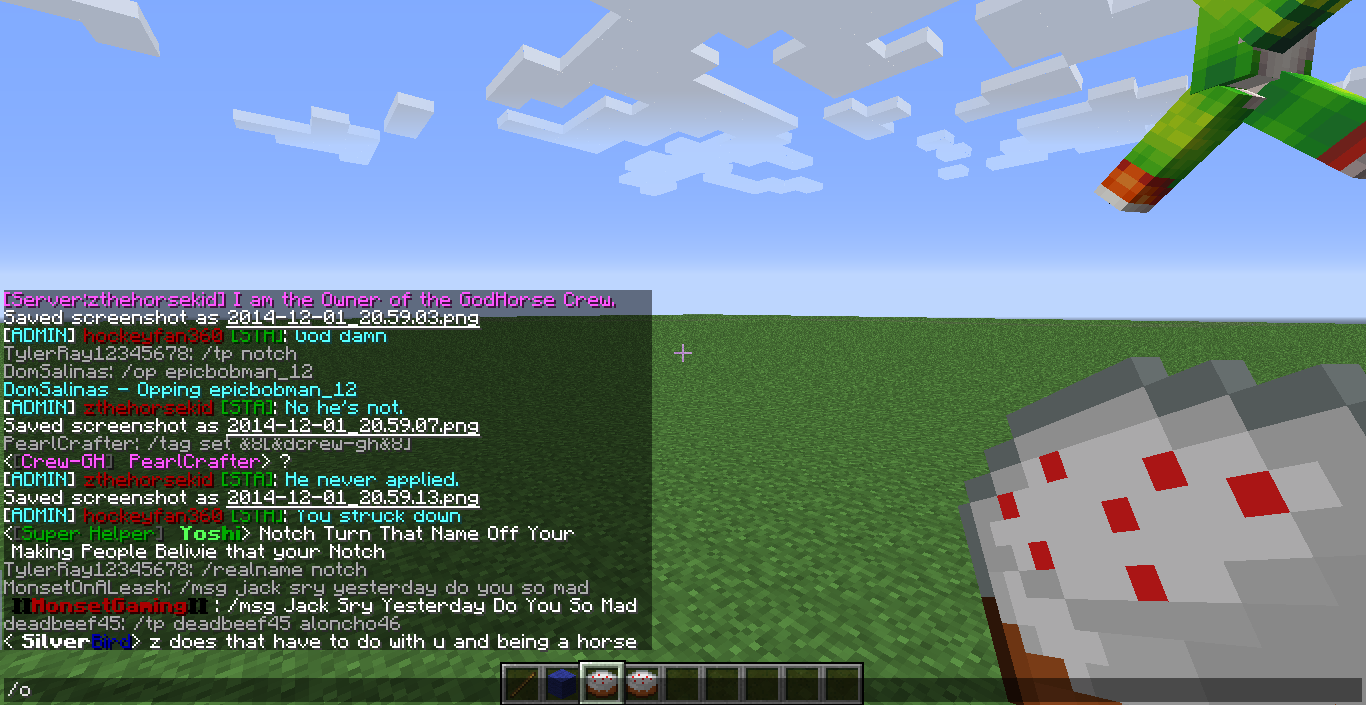 [Server:zthehorsekid] I am the Owner of the GodHorse Crew.
Saved screenshot as 2014-12-01_20.59.03.png
[ADMIN] hockeyfan360 [STA]: God damn
TylerRay12345678: /tp notch
DomSalinas: /op epicbobman_12
DomSalinas - Opping epicbobman_12
[ADMIN] zthehorsekid [STA]: No he's not.
Saved screenshot as 2014-12-01_20.59.07.png
PearlCrafter: /tag set &8[&dcrew-gh&8]
<[Crew-GH] PearlCrafter> ?
[ADMIN] zthehorsekid [STA]: He never applied.
Saved screenshot as 2014-12-01_20.59.13.png
[ADMIN] hockeyfan360 [STA]: You struck down
<[Super Helper] Yoshi> Notch Turn That Name Off Your
Making People Belivie that your Notch
TylerRay12345678: /realname notch
MonsetOnALeash: /msg jack sry yesterday do you so mad
[]MonsetGaming[] : /msg Jack Sry Yesterday Do You So Mad
deadbeef45: /tp deadbeef45 aloncho46
< SilverBird> z does that have to do with u and being a horse
/o